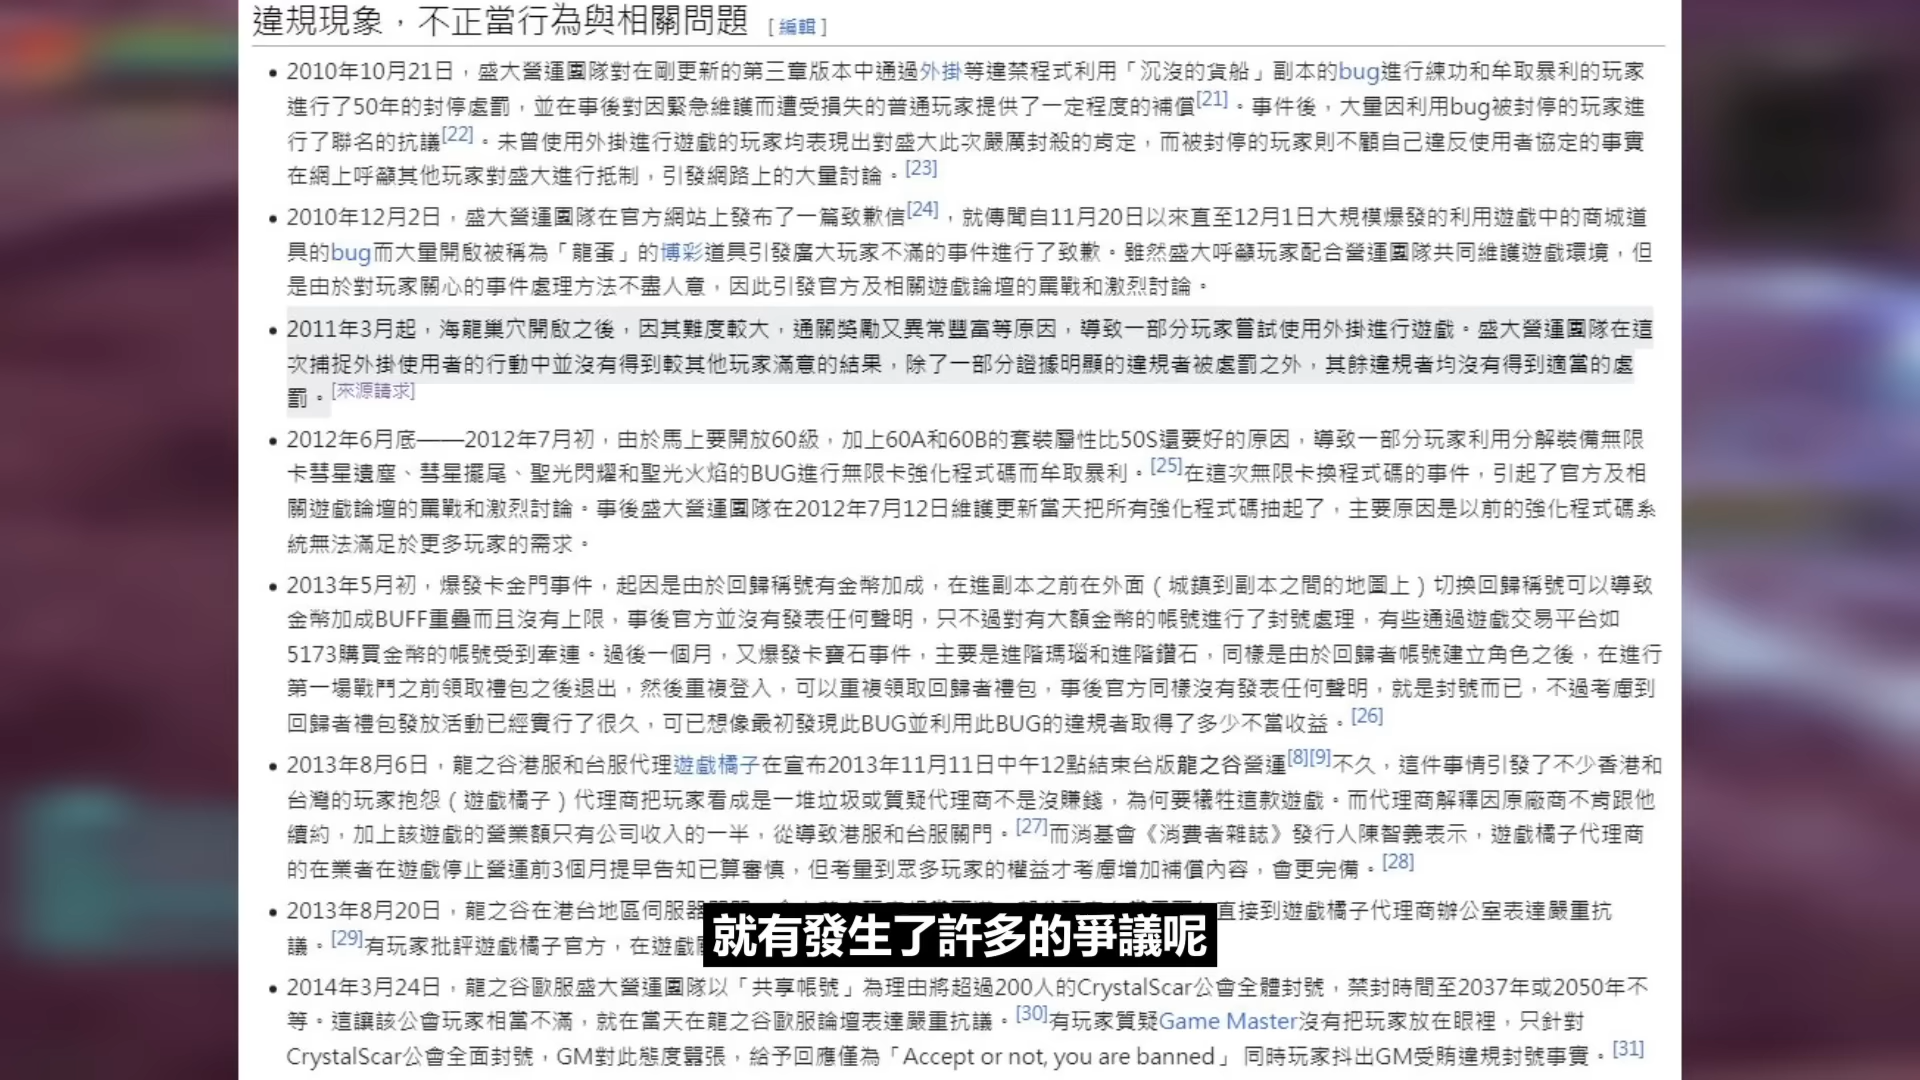 違規現象，不正當行為與相關問題 [編輯]
• 2010年10月21日，盛大營運團隊對在剛更新的第三章版本中通過外掛等違禁程式利用「沉沒的貨船」副本的bug進行練功和牟取暴利的玩家
進行了50年的封停處罰，並在事後對因緊急維護而遭受損失的普通玩家提供了一定程度的補償[21]。事件後，大量因利用bug被封停的玩家進
行了聯名的抗議[22]。未曾使用外掛進行遊戲的玩家均表現出對盛大此次嚴厲封殺的肯定，而被封停的玩家則不顧自己違反使用者協定的事實
在網上呼籲其他玩家對盛大進行抵制，引發網路上的大量討論。[23]
• 2010年12月2日，盛大營運團隊在官方網站上發布了一篇致歉信[24]，就傳聞自11月20日以來直至12月1日大規模爆發的利用遊戲中的商城道
具的bug而大量開啟被稱為「龍蛋」的博彩道具引發廣大玩家不滿的事件進行了致歉。雖然盛大呼籲玩家配合營運團隊共同維護遊戲環境，但
是由於對玩家關心的事件處理方法不盡人意，因此引發官方及相關遊戲論壇的罵戰和激烈討論。
• 2011年3月起，海龍巢穴開啟之後，因其難度較大，通關獎勵又異常豐富等原因，導致一部分玩家嘗試使用外掛進行遊戲。盛大營運團隊在這
次捕捉外掛使用者的行動中並沒有得到較其他玩家滿意的結果，除了一部分證據明顯的違規者被處罰之外，其餘違規者均沒有得到適當的處
罰。[來源請求]
• 2012年6月底——2012年7月初，由於馬上要開放60級，加上60A和60B的套裝屬性比50S還要好的原因，導致一部分玩家利用分解裝備無限
卡彗星遺塵、彗星擺尾、聖光閃耀和聖光火焰的BUG進行無限卡強化程式碼而牟取暴利。[25]在這次無限卡換程式碼的事件，引起了官方及相
關遊戲論壇的罵戰和激烈討論。事後盛大營運團隊在2012年7月12日維護更新當天把所有強化程式碼抽起了，主要原因是以前的強化程式碼系
統無法滿足於更多玩家的需求。
• 2013年5月初，爆發卡金門事件，起因是由於回歸稱號有金幣加成，在進副本之前在外面（城鎮到副本之間的地圖上）切換回歸稱號可以導致
金幣加成BUFF重疊而且沒有上限，事後官方並沒有發表任何聲明，只不過對有大額金幣的帳號進行了封號處理，有些通過遊戲交易平台如
5173購買金幣的帳號受到牽連。過後一個月，又爆發卡寶石事件，主要是進階瑪瑙和進階鑽石，同樣是由於回歸者帳號建立角色之後，在進行
第一場戰鬥之前領取禮包之後退出，然後重複登入，可以重複領取回歸者禮包，事後官方同樣沒有發表任何聲明，就是封號而已，不過考慮到
回歸者禮包發放活動已經實行了很久，可已想像最初發現此BUG並利用此BUG的違規者取得了多少不當收益。[26]
• 2013年8月6日，龍之谷港服和台服代理遊戲橘子在宣布2013年11月11日中午12點結束台版龍之谷營運[8][9]不久，這件事情引發了不少香港和
台灣的玩家抱怨（遊戲橘子）代理商把玩家看成是一堆垃圾或質疑代理商不是沒賺錢，為何要犧牲這款遊戲。而代理商解釋因原廠商不肯跟他
續約，加上該遊戲的營業額只有公司收入的一半，從導致港服和台服關門。[27]而消基會《消費者雜誌》發行人陳智義表示，遊戲橘子代理商
的在業者在遊戲停止營運前3個月提早告知已算審慎，但考量到眾多玩家的權益才考慮增加補償內容，會更完備。[28]
• 2013年8月20日，龍之谷在港台地區伺服器 直接到遊戲橘子代理商辦公室表達嚴重抗
議。[29]有玩家批評遊戲橘子官方，在遊戲
就有發生了許多的爭議呢
• 2014年3月24日，龍之谷歐服盛大營運團隊以「共享帳號」為理由將超過200人的CrystalScar公會全體封號，禁封時間至2037年或2050年不
等。這讓該公會玩家相當不滿，就在當天在龍之谷歐服論壇表達嚴重抗議。[30]有玩家質疑Game Master沒有把玩家放在眼裡，只針對
CrystalScar公會全面封號，GM對此態度囂張，給予回應僅為「Accept or not, you are banned」 同時玩家抖出GM受賄違規封號事實。[31]